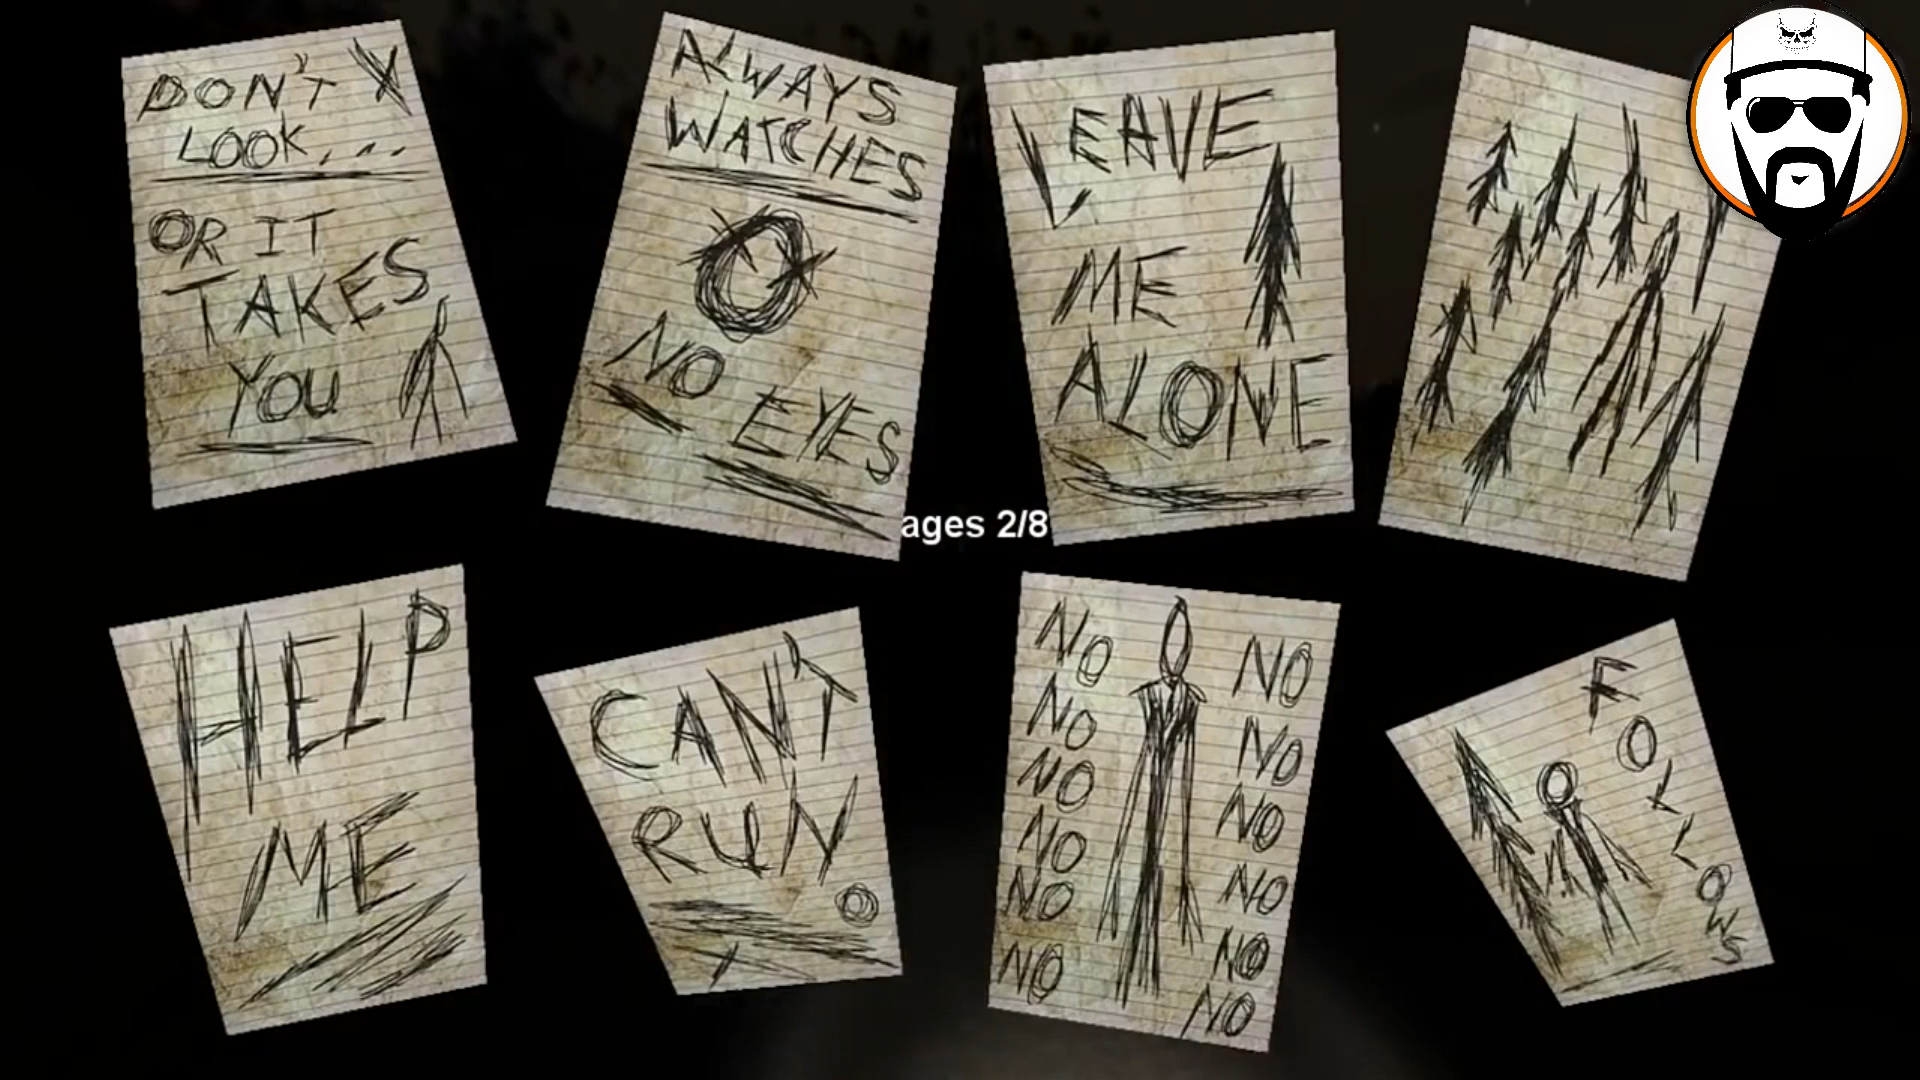 DON'T
LOOK...
OR IT
TAKES
YOU
ALWAYS
WATCHES
NO
EYES
LEAVE
ME
ALONE
ages 2/8
HELP
ME
CAN'T
RUN
NO NO
NO NO
NO NO
NO NO
NO NO
NO NO
FOLLOWS